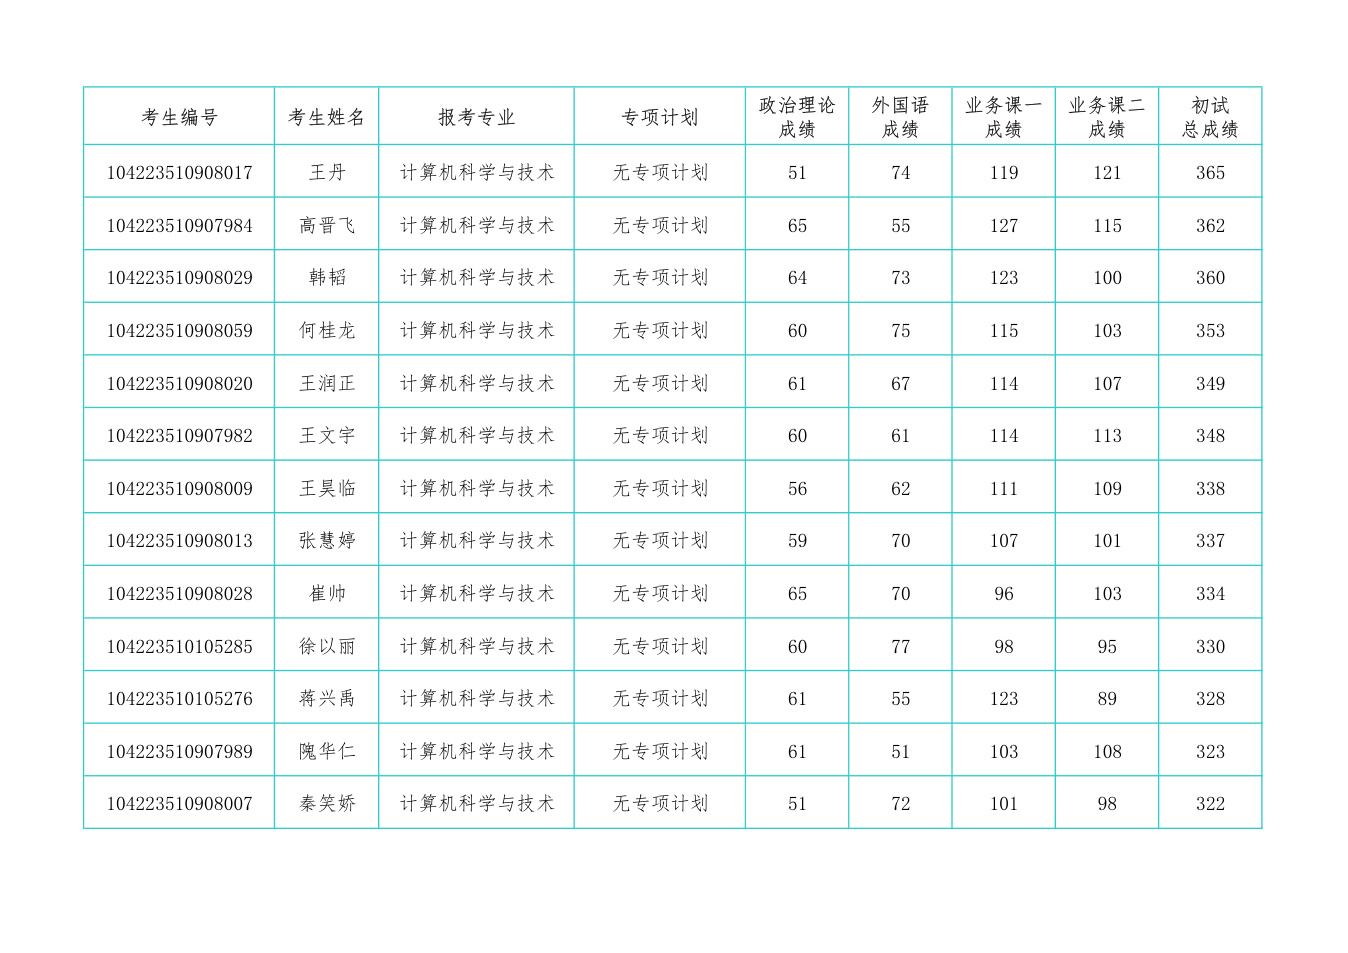 考生编号 考生姓名 报考专业 专项计划 政治理论成绩 外国语成绩 业务课一成绩 业务课二成绩 初试总成绩
104223510908017 王丹 计算机科学与技术 无专项计划 51 74 119 121 365
104223510907984 高晋飞 计算机科学与技术 无专项计划 65 55 127 115 362
104223510908029 韩韬 计算机科学与技术 无专项计划 64 73 123 100 360
104223510908059 何桂龙 计算机科学与技术 无专项计划 60 75 115 103 353
104223510908020 王润正 计算机科学与技术 无专项计划 61 67 114 107 349
104223510907982 王文宇 计算机科学与技术 无专项计划 60 61 114 113 348
104223510908009 王昊临 计算机科学与技术 无专项计划 56 62 111 109 338
104223510908013 张慧婷 计算机科学与技术 无专项计划 59 70 107 101 337
104223510908028 崔帅 计算机科学与技术 无专项计划 65 70 96 103 334
104223510105285 徐以丽 计算机科学与技术 无专项计划 60 77 98 95 330
104223510105276 蒋兴禹 计算机科学与技术 无专项计划 61 55 123 89 328
104223510907989 隗华仁 计算机科学与技术 无专项计划 61 51 103 108 323
104223510908007 秦笑娇 计算机科学与技术 无专项计划 51 72 101 98 322